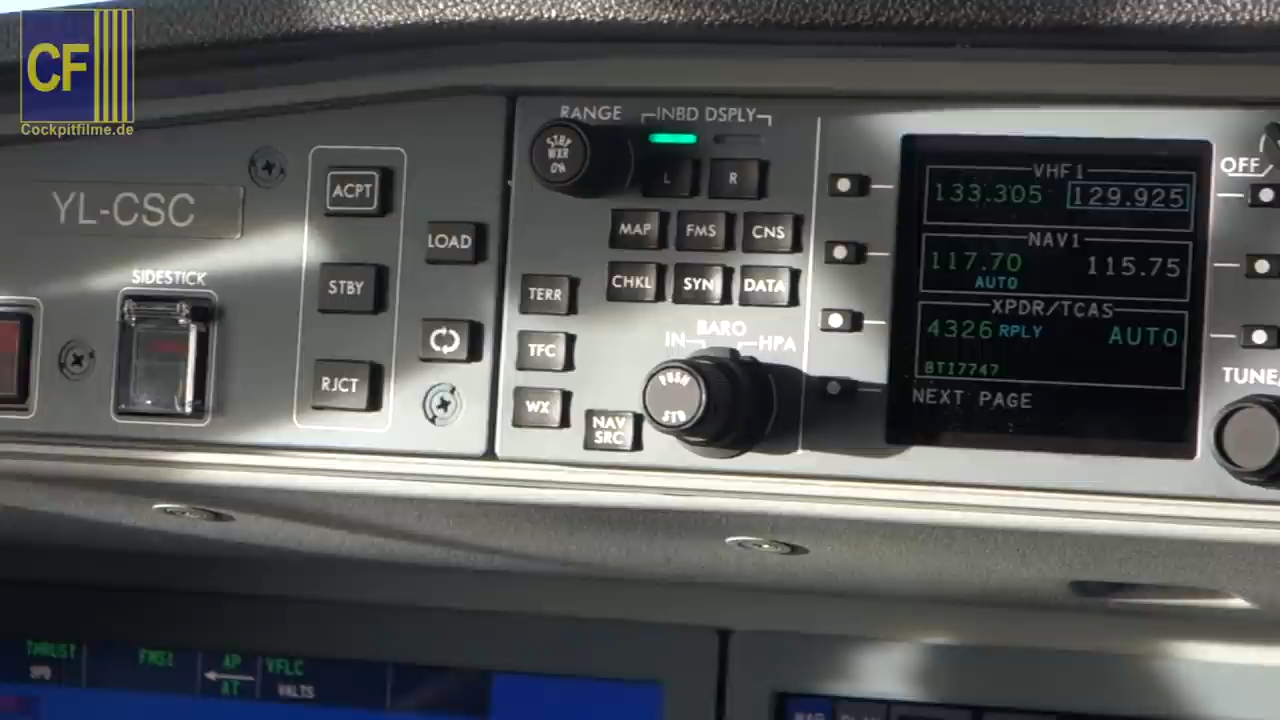 CF
Cockpitfilme.de
YL-CSC
SIDESTICK
ACPT
STBY
RJCT
LOAD
RANGE
INBD DSPLY
L
R
MAP
FMS
CNS
CHKL
SYN
DATA
TERR
TFC
WX
NAV
SRC
BARO
IN
HPA
PUSH
STD
VHF1
133.305 129.925
NAV1
117.70 115.75
AUTO
XPDR/TCAS
4326 RPLY AUTO
BTI7747
NEXT PAGE
OFF
TUNE
THRUST
FMS1
AP
AT
VFLC